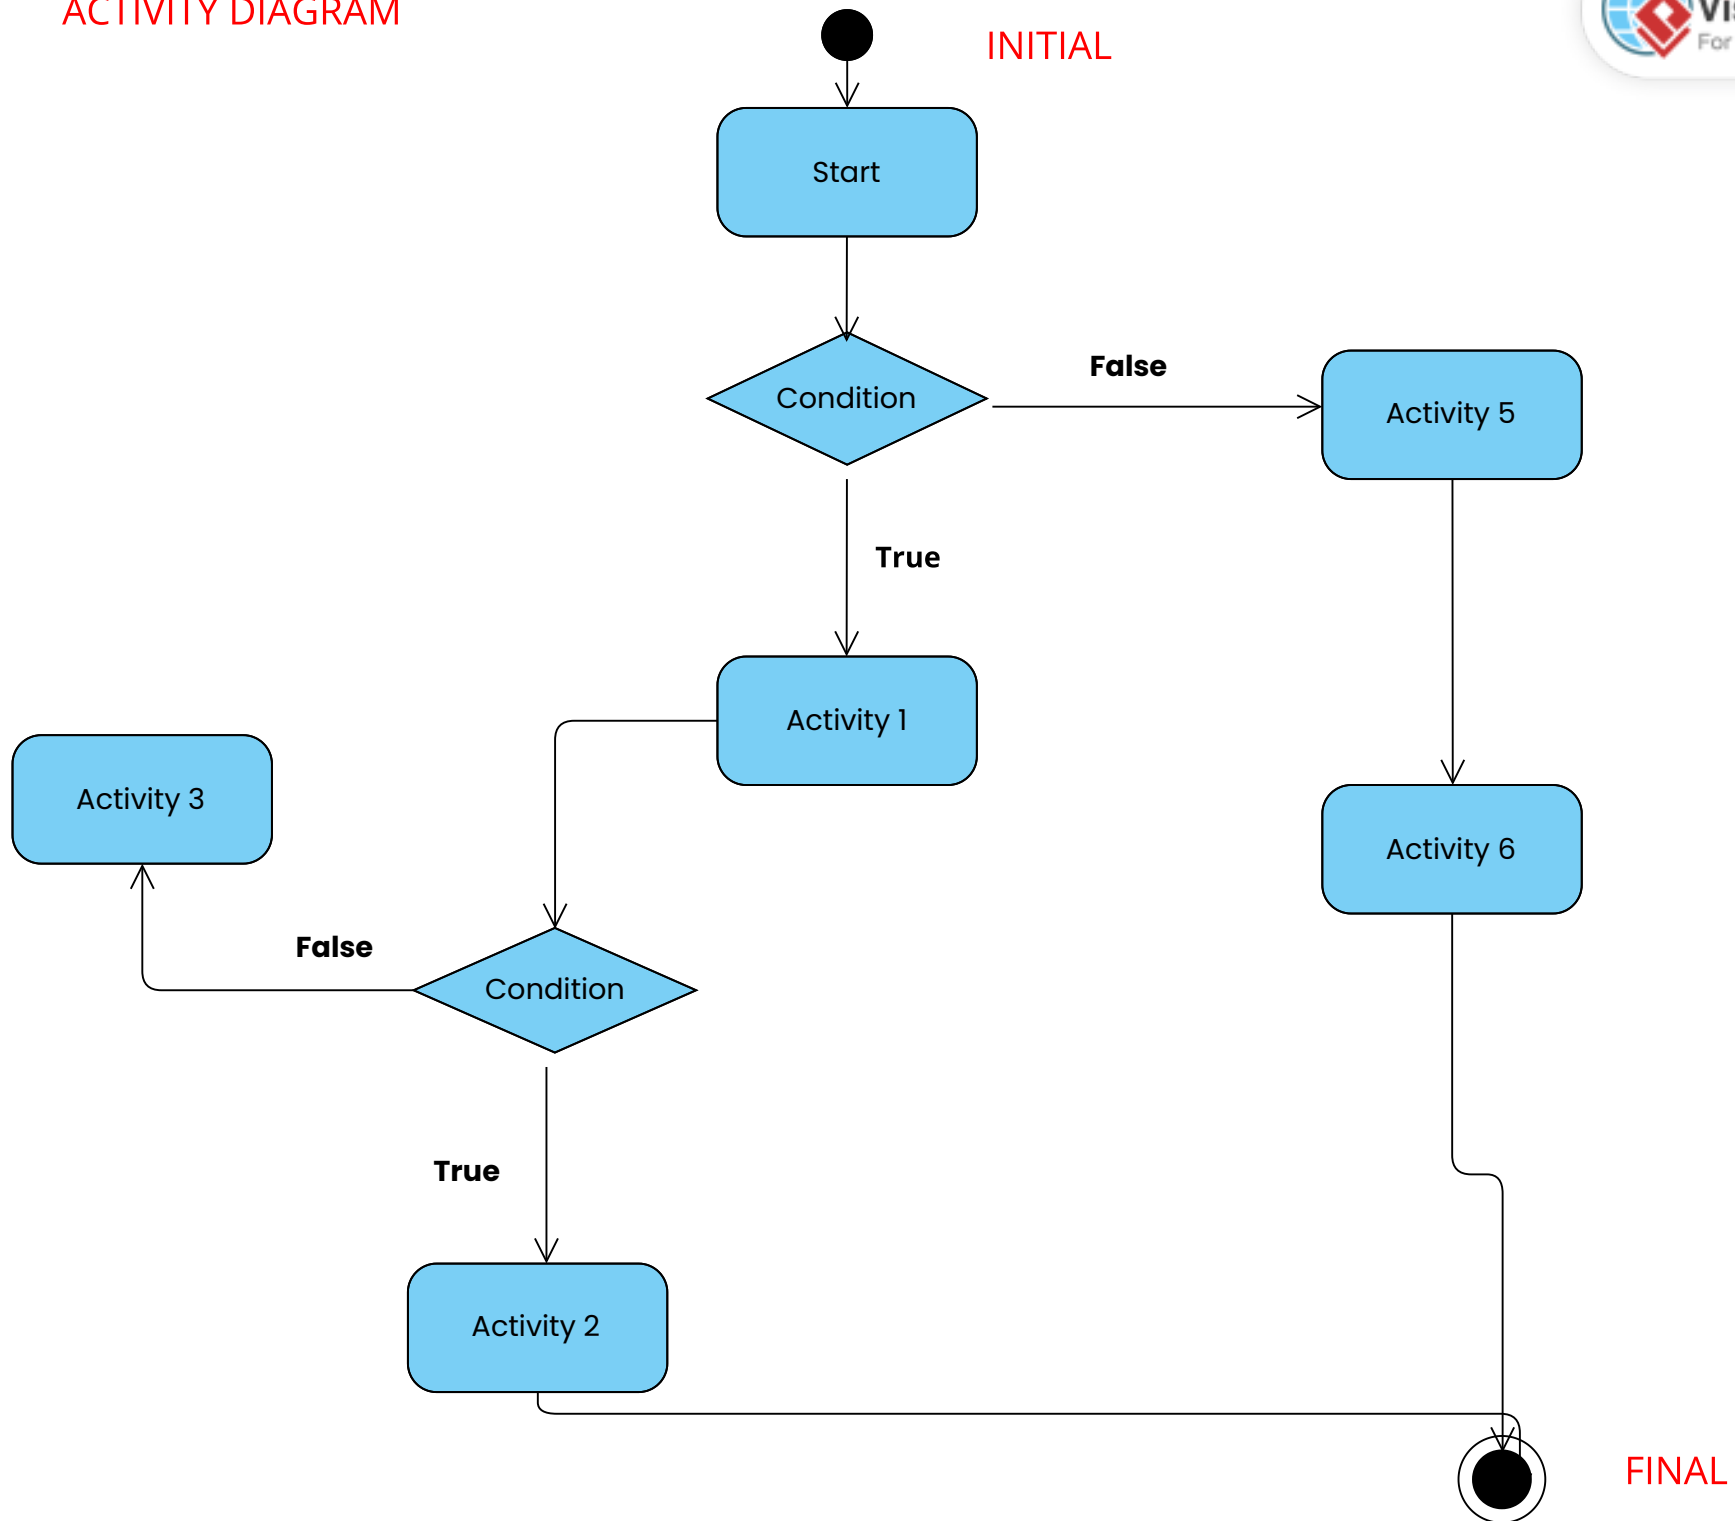 ACTIVITY DIAGRAM
INITIAL
For
Start
Condition
False
Activity 5
True
Activity 1
Activity 3
Activity 6
False
Condition
True
Activity 2
FINAL